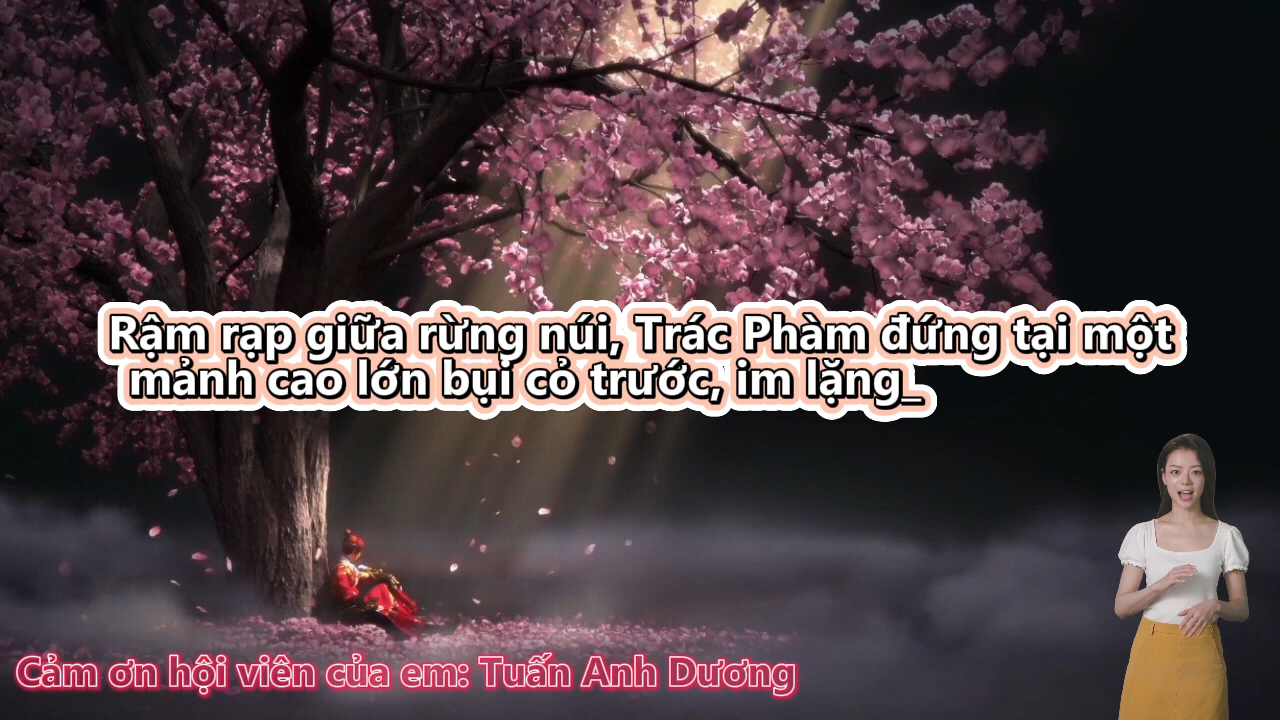 Rậm rạp giữa rừng núi, Trác Phàm đứng tại một
mảnh cao lớn bụi cỏ trước, im lặng_
Cảm ơn hội viên của em: Tuấn Anh Dương